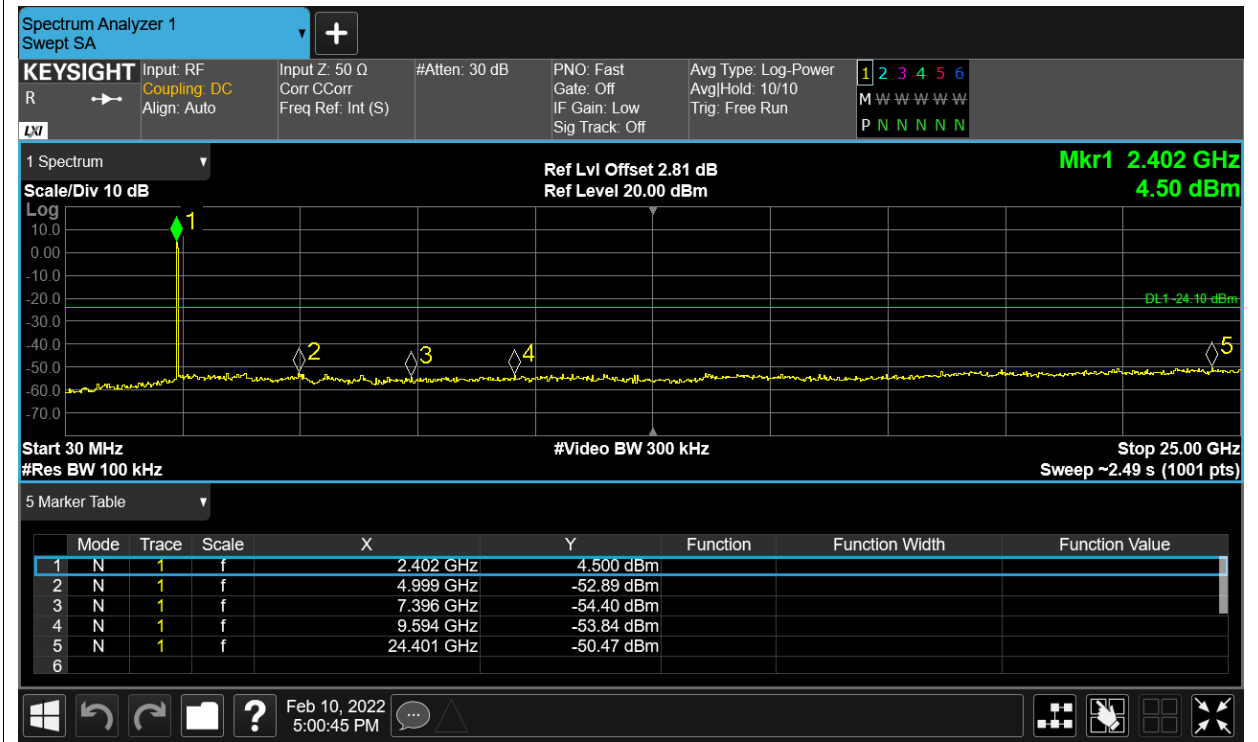 Spectrum Analyzer 1
Swept SA
KEYSIGHT
R
LXI
Input: RF
Coupling: DC
Align: Auto
Input Z: 50 Ω
Corr CCorr
Freq Ref: Int (S)
#Atten: 30 dB
PNO: Fast
Gate: Off
IF Gain: Low
Sig Track: Off
Avg Type: Log-Power
Avg|Hold: 10/10
Trig: Free Run
1 2 3 4 5 6
M W W W W W
P N N N N N
1 Spectrum
Scale/Div 10 dB
Ref Lvl Offset 2.81 dB
Ref Level 20.00 dBm
Mkr1 2.402 GHz
4.50 dBm
Log
10.0
0.00
-10.0
-20.0
-30.0
-40.0
-50.0
-60.0
-70.0
1
2
3
4
5
DL1 -24.10 dBm
Start 30 MHz
#Res BW 100 kHz
#Video BW 300 kHz
Stop 25.00 GHz
Sweep ~2.49 s (1001 pts)
5 Marker Table
Mode Trace Scale X Y Function Function Width Function Value
1 N 1 f 2.402 GHz 4.500 dBm
2 N 1 f 4.999 GHz -52.89 dBm
3 N 1 f 7.396 GHz -54.40 dBm
4 N 1 f 9.594 GHz -53.84 dBm
5 N 1 f 24.401 GHz -50.47 dBm
6
?
Feb 10, 2022
5:00:45 PM